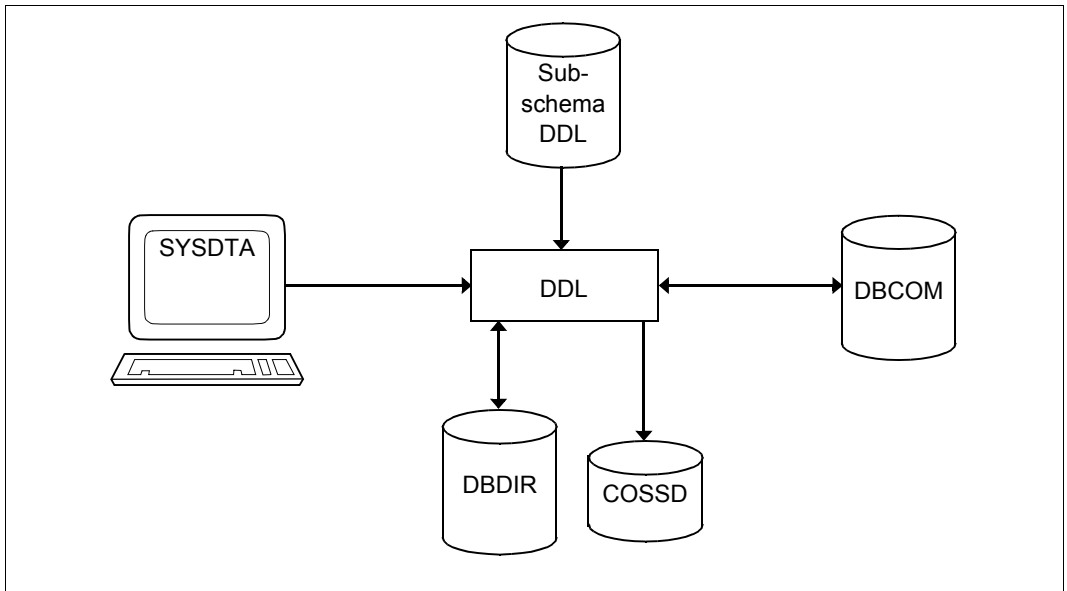 Sub-
schema
DDL
SYSDTA
DDL
DBCOM
DBDIR
COSSD